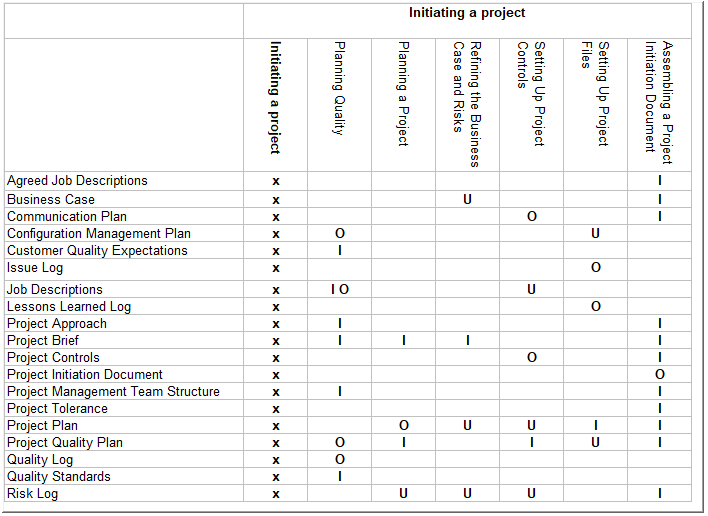 Initiating a project
Initiating a project
Planning Quality
Planning a Project
Refining the Business
Case and Risks
Setting Up Project
Controls
Setting Up Project
Files
Assembling a Project
Initiation Document
Agreed Job Descriptions x I
Business Case x U I
Communication Plan x O I
Configuration Management Plan x O U
Customer Quality Expectations x I
Issue Log x O
Job Descriptions x I O U
Lessons Learned Log x O
Project Approach x I I
Project Brief x I I I I
Project Controls x O I
Project Initiation Document x O
Project Management Team Structure x I I
Project Tolerance x I
Project Plan x O U U I I
Project Quality Plan x O I I U I
Quality Log x O
Quality Standards x I
Risk Log x U U U I